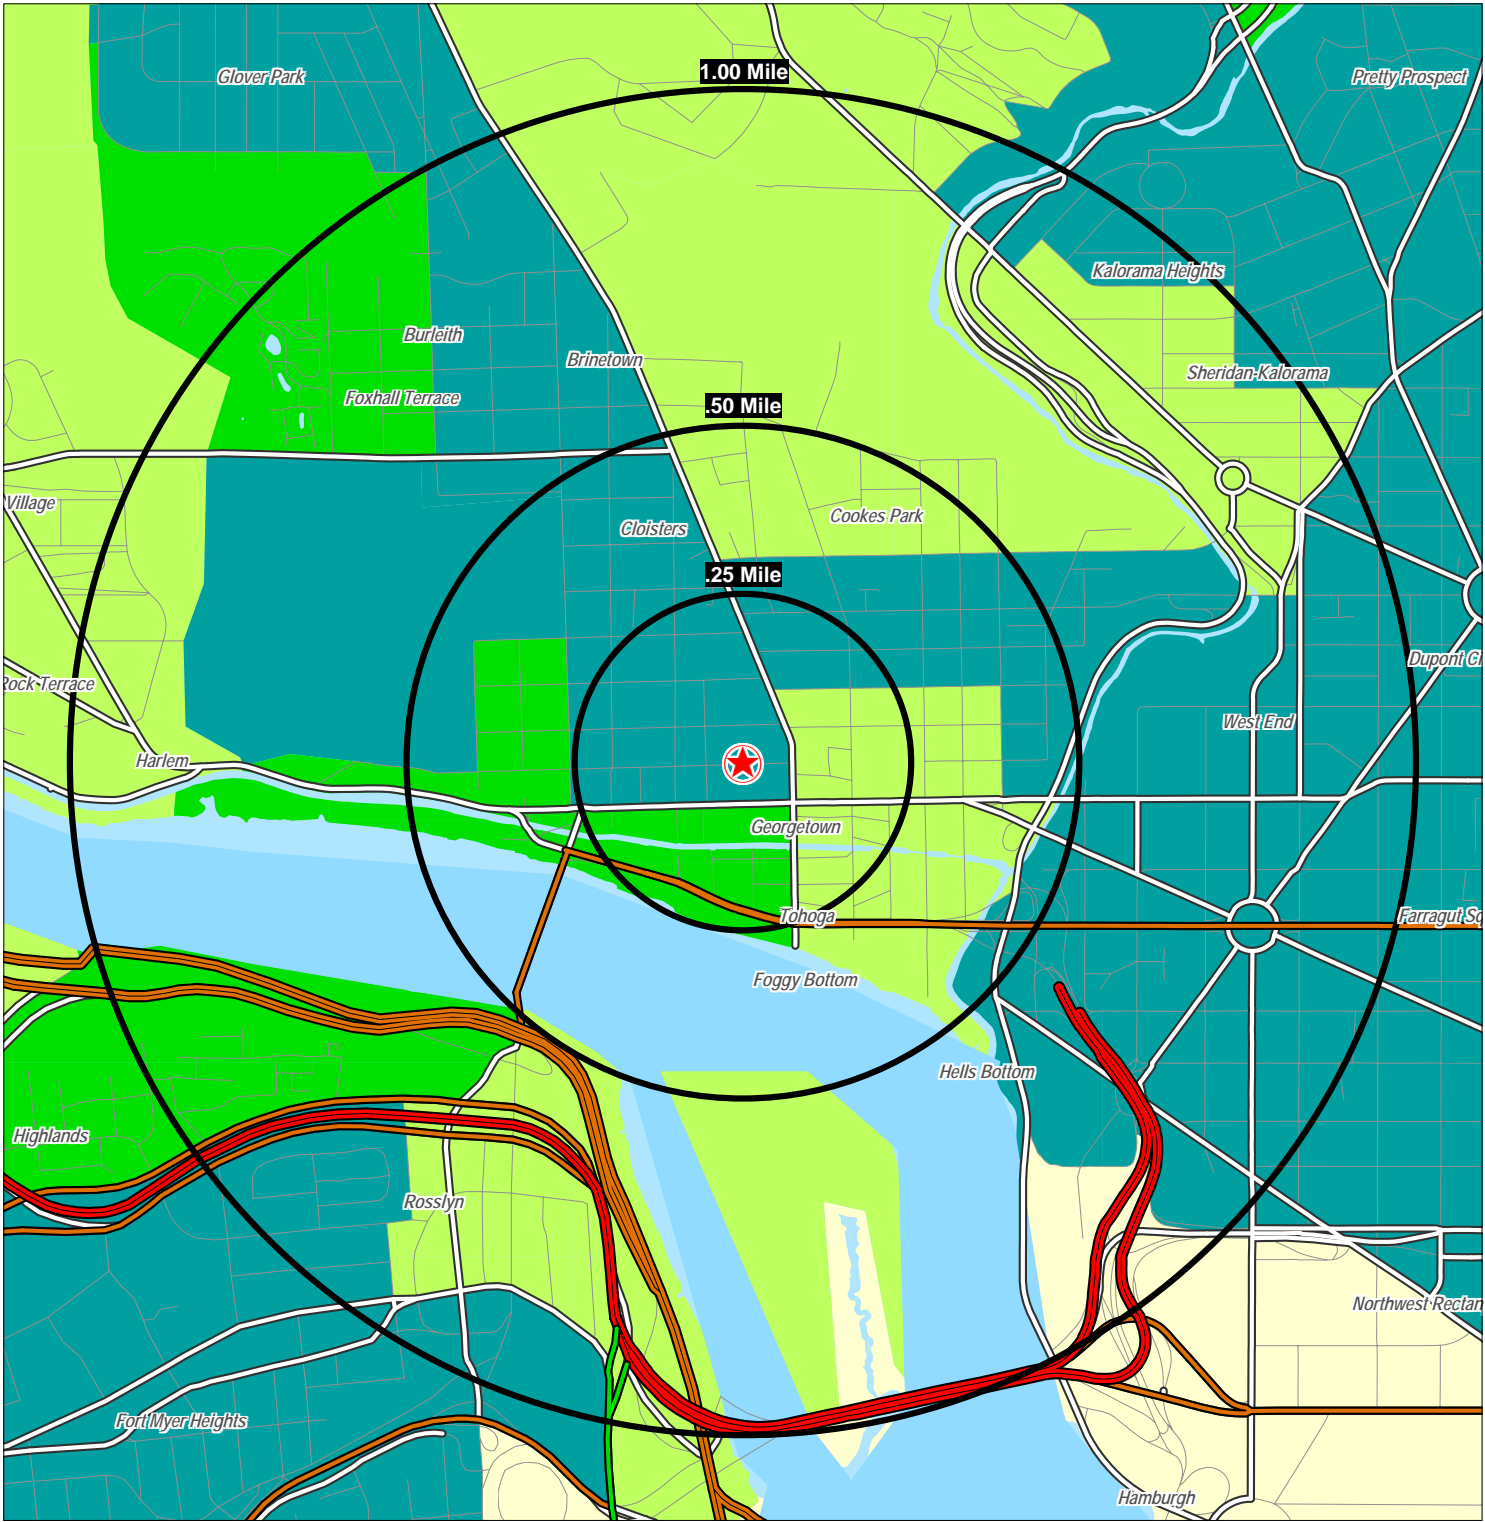 1.00 Mile
Glover Park
Pretty Prospect
Kalorama Heights
Burleith
Brinetown
Sheridan-Kalorama
Foxhall Terrace
.50 Mile
Village
Cookes Park
Cloisters
.25 Mile
Dupont Ci
Rock Terrace
West End
Harlem
Georgetown
Tohoga
Farragut Sq
Foggy Bottom
Hells Bottom
Highlands
Rosslyn
Northwest Rectan
Fort Myer Heights
Hamburgh